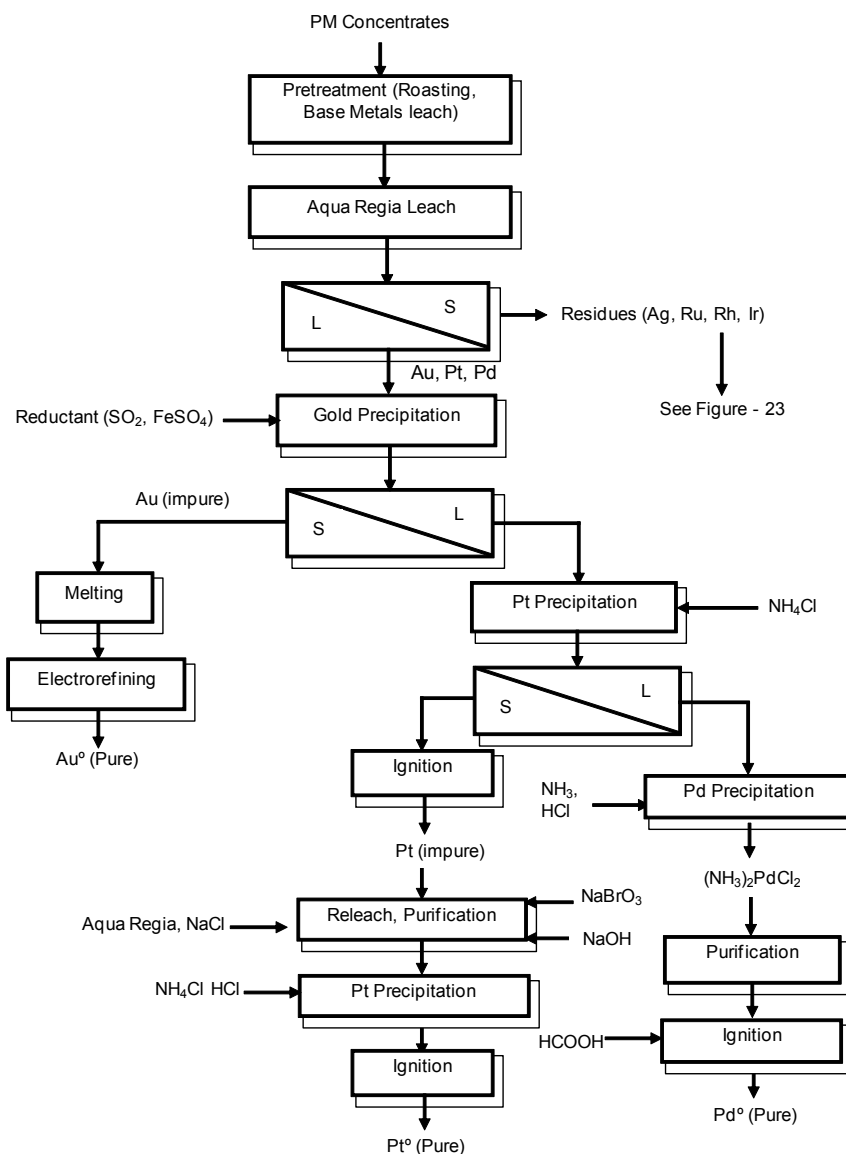 PM Concentrates
Pretreatment (Roasting,
Base Metals leach)
Aqua Regia Leach
S
L
Residues (Ag, Ru, Rh, Ir)
Au, Pt, Pd
See Figure - 23
Reductant (SO₂, FeSO₄)
Gold Precipitation
Au (impure)
L
S
Melting
Pt Precipitation
NH₄Cl
Electrorefining
L
S
Auº (Pure)
Ignition
NH₃,
HCl
Pd Precipitation
Pt (impure)
(NH₃)₂PdCl₂
NaBrO₃
Aqua Regia, NaCl
Releach, Purification
NaOH
Purification
NH₄Cl HCl
Pt Precipitation
HCOOH
Ignition
Ignition
Pdº (Pure)
Ptº (Pure)